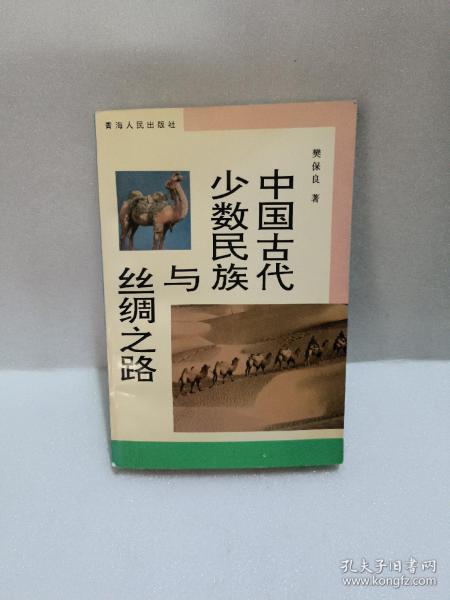 青海人民出版社
樊保良 著
中国古代
少数民族
与
丝绸之路
孔夫子旧书网
www.kongfz.com